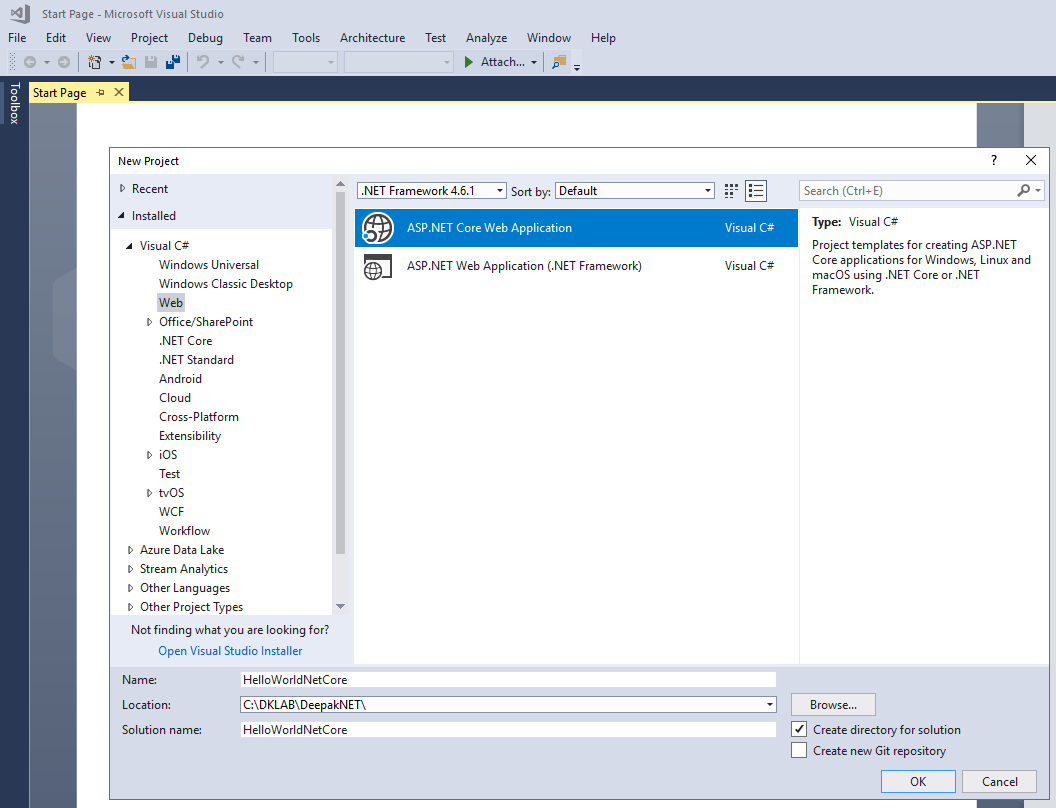 Start Page - Microsoft Visual Studio
File Edit View Project Debug Team Tools Architecture Test Analyze Window Help
Attach...
Toolbox
Start Page
New Project
? 
Recent
Installed
Visual C#
Windows Universal
Windows Classic Desktop
Web
Office/SharePoint
.NET Core
.NET Standard
Android
Cloud
Cross-Platform
Extensibility
iOS
Test
tvOS
WCF
Workflow
Azure Data Lake
Stream Analytics
Other Languages
Other Project Types
Not finding what you are looking for?
Open Visual Studio Installer
.NET Framework 4.6.1 Sort by: Default
ASP.NET Core Web Application Visual C#
ASP.NET Web Application (.NET Framework) Visual C#
Search (Ctrl+E)
Type: Visual C#
Project templates for creating ASP.NET
Core applications for Windows, Linux and
macOS using .NET Core or .NET
Framework.
Name: HelloWorldNetCore
Location: C:\DKLAB\DeepakNET\ Browse...
Solution name: HelloWorldNetCore
Create directory for solution
Create new Git repository
OK Cancel